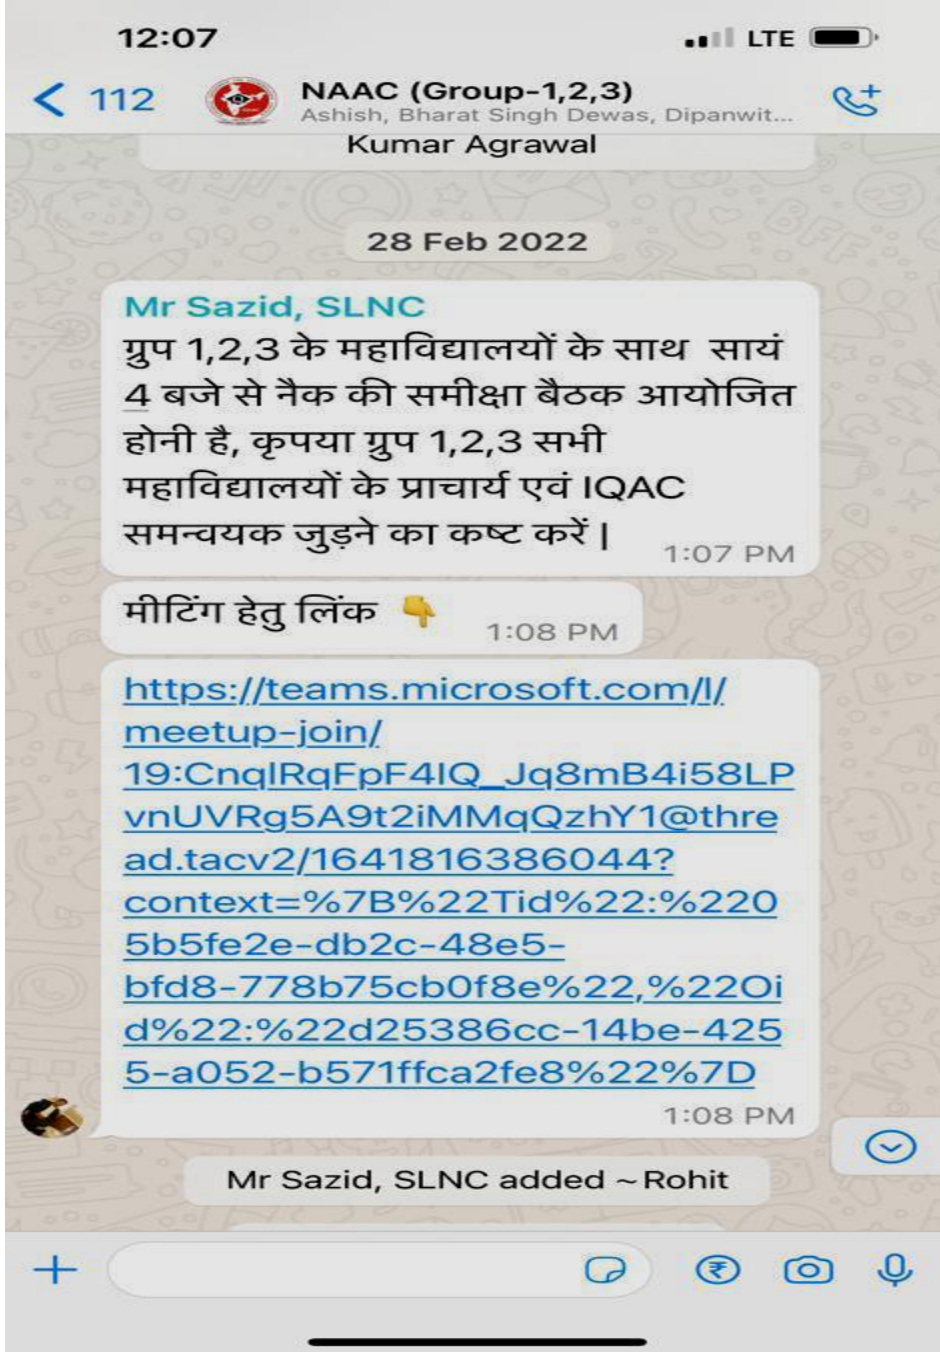 12:07
LTE
112
NAAC (Group-1,2,3)
Ashish, Bharat Singh Dewas, Dipanwit...
Kumar Agrawal
28 Feb 2022
Mr Sazid, SLNC
ग्रुप 1,2,3 के महाविद्यालयों के साथ सायं
4 बजे से नैक की समीक्षा बैठक आयोजित
होनी है, कृपया ग्रुप 1,2,3 सभी
महाविद्यालयों के प्राचार्य एवं IQAC
समन्वयक जुड़ने का कष्ट करें |
1:07 PM
मीटिंग हेतु लिंक 👇
1:08 PM
https://teams.microsoft.com/l/
meetup-join/
19:CnqlRqFpF4IQ_Jq8mB4i58LP
vnUVRg5A9t2iMMqQzhY1@thre
ad.tacv2/1641816386044?
context=%7B%22Tid%22:%220
5b5fe2e-db2c-48e5-
bfd8-778b75cb0f8e%22,%22Oi
d%22:%22d25386cc-14be-425
5-a052-b571ffca2fe8%22%7D
1:08 PM
Mr Sazid, SLNC added ~Rohit